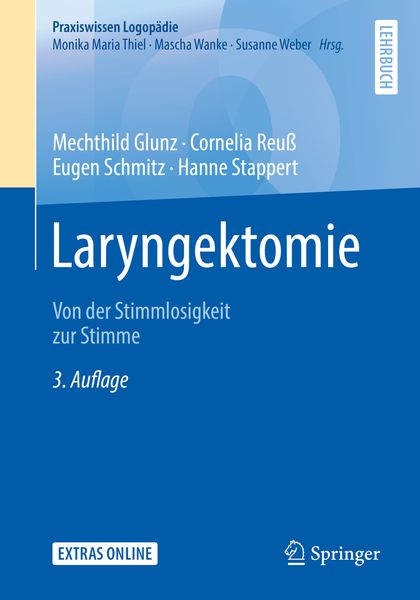 Praxiswissen Logopädie
Monika Maria Thiel · Mascha Wanke · Susanne Weber Hrsg.
LEHRBUCH
Mechthild Glunz · Cornelia Reuß
Eugen Schmitz · Hanne Stappert
Laryngektomie
Von der Stimmlosigkeit
zur Stimme
3. Auflage
EXTRAS ONLINE
Springer